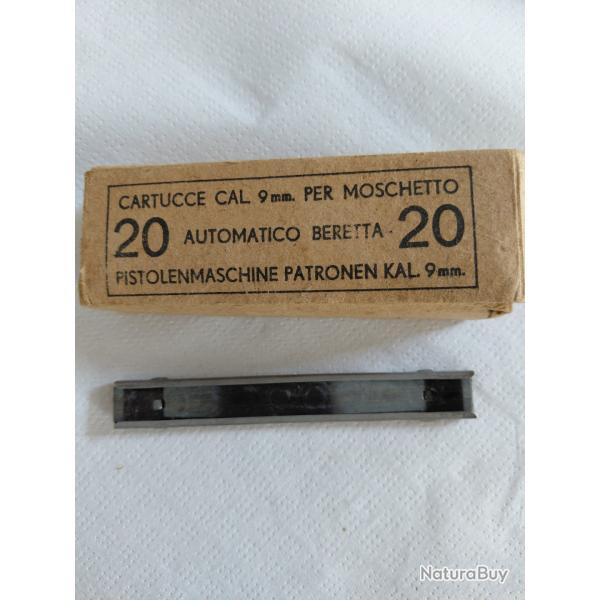 CARTUCCE CAL. 9mm. PER MOSCHETTO
20 AUTOMATICO BERETTA - 20
PISTOLENMASCHINE PATRONEN KAL. 9mm.
NaturaBuy